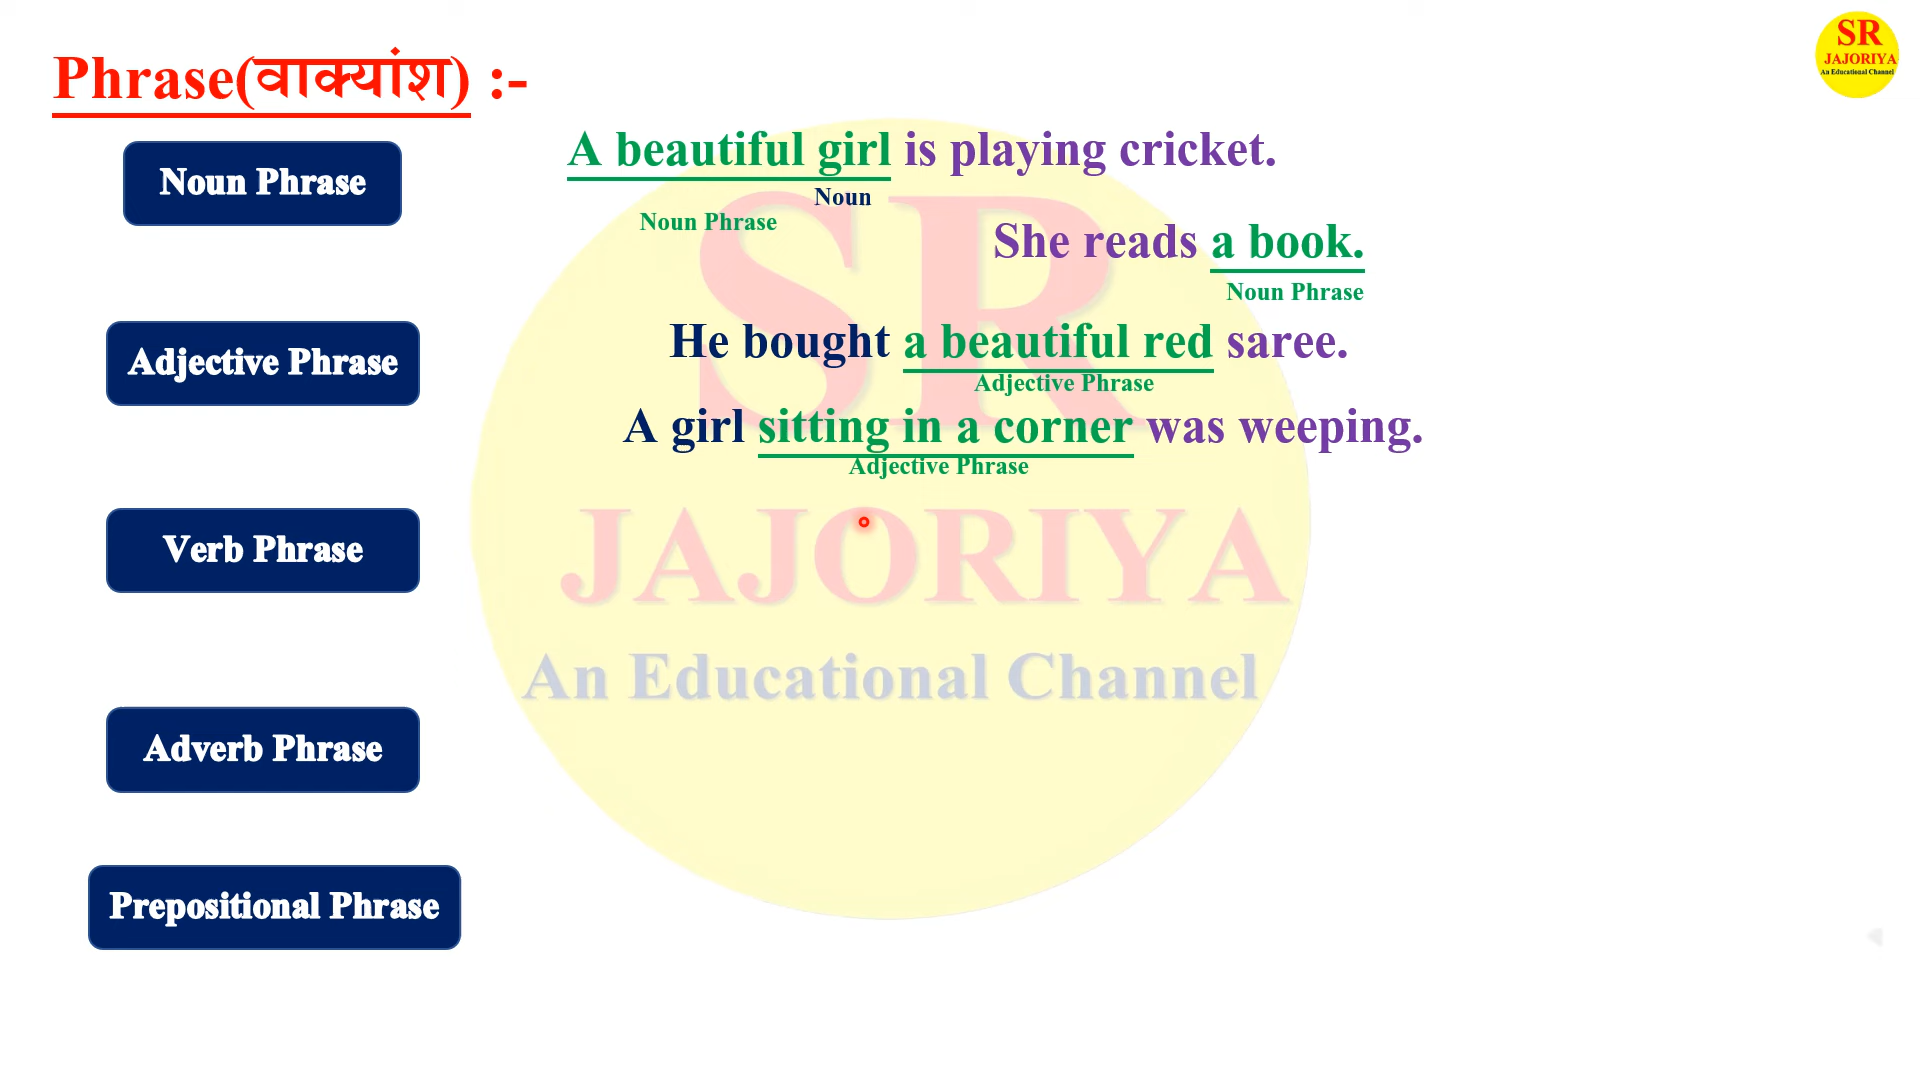 SR
JAJORIYA
An Educational Channel
Phrase(वाक्यांश) :-
Noun Phrase
A beautiful girl is playing cricket.
Noun
Noun Phrase
She reads a book.
Noun Phrase
Adjective Phrase
He bought a beautiful red saree.
Adjective Phrase
A girl sitting in a corner was weeping.
Adjective Phrase
Verb Phrase
Adverb Phrase
Prepositional Phrase
SR
JAJORIYA
An Educational Channel